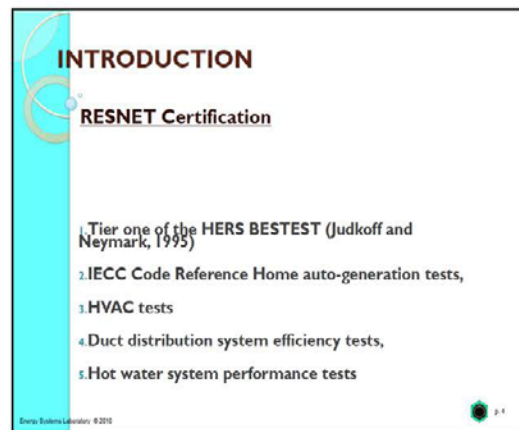 INTRODUCTION
RESNET Certification
1.Tier one of the HERS BESTEST (Judkoff and
Neymark, 1995)
2.IECC Code Reference Home auto-generation tests,
3.HVAC tests
4.Duct distribution system efficiency tests,
5.Hot water system performance tests
Energy Systems Laboratory ©2010
p. 4